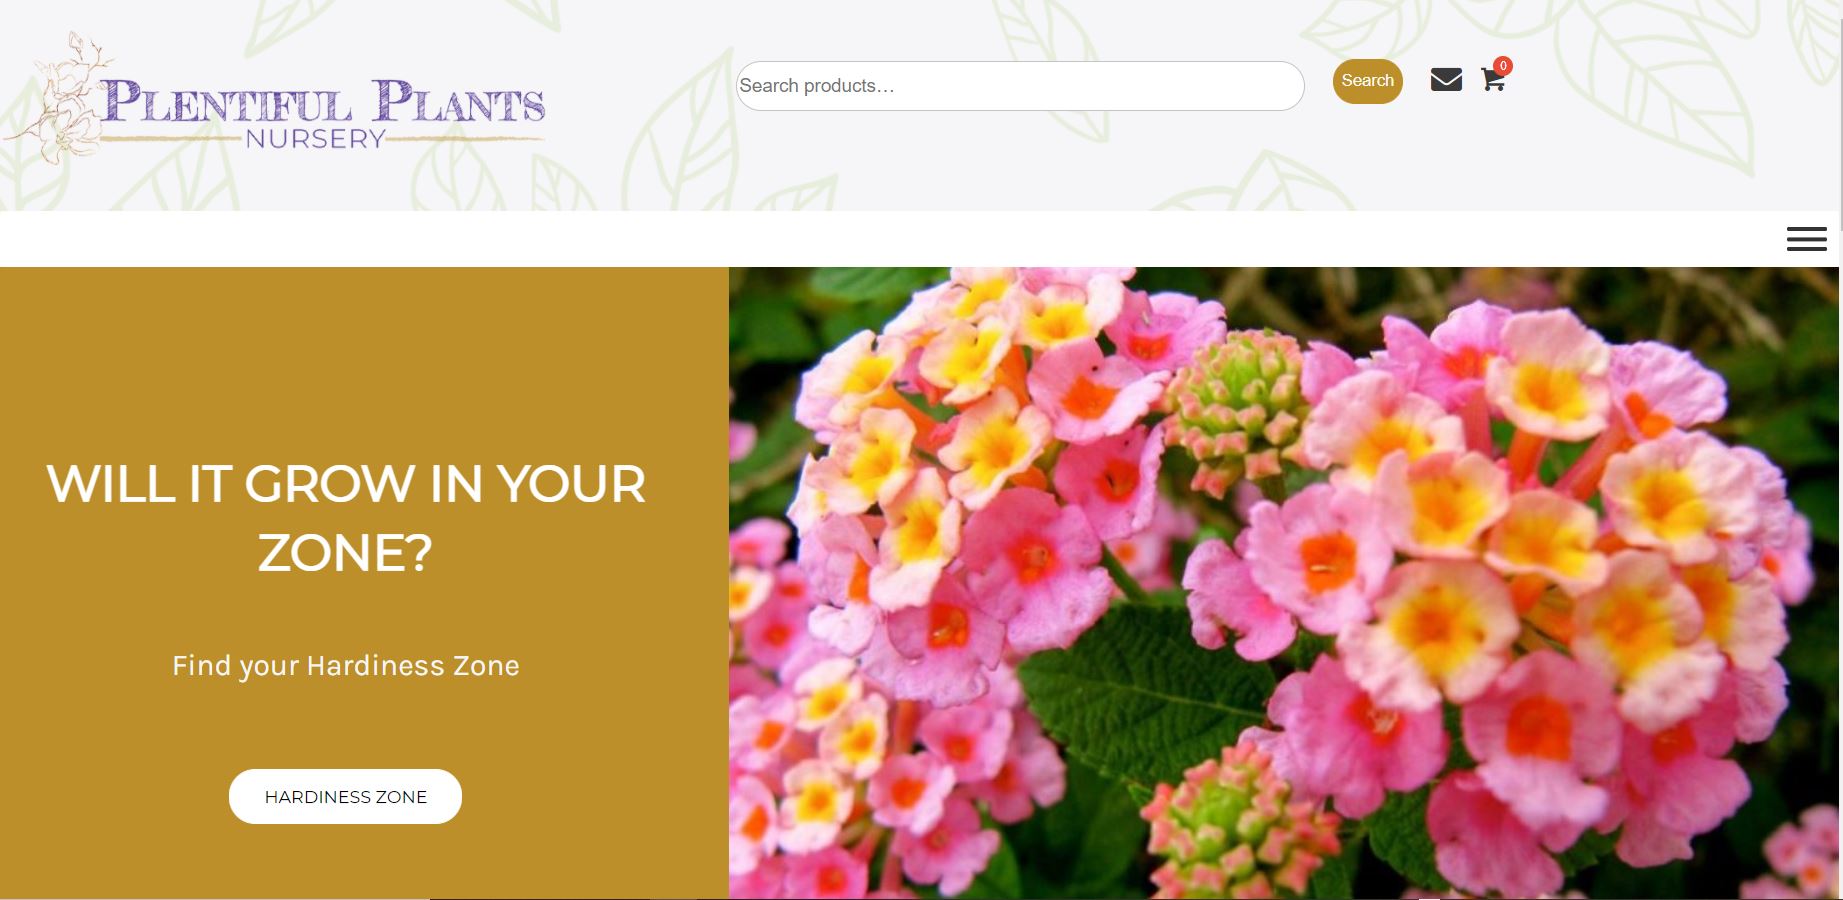 PLENTIFUL PLANTS
NURSERY
Search products…
Search
0
WILL IT GROW IN YOUR
ZONE?
Find your Hardiness Zone
HARDINESS ZONE